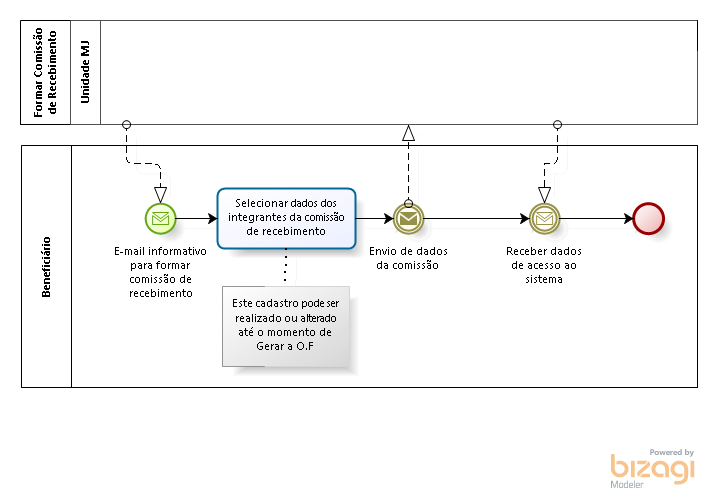 Formar Comissão
de Recebimento
Unidade MJ
Beneficiário
E-mail informativo
para formar
comissão de
recebimento
Selecionar dados dos
integrantes da comissão
de recebimento
Este cadastro pode ser
realizado ou alterado
até o momento de
Gerar a O.F
Envio de dados
da comissão
Receber dados
de acesso ao
sistema
Powered by
bizagi
Modeler